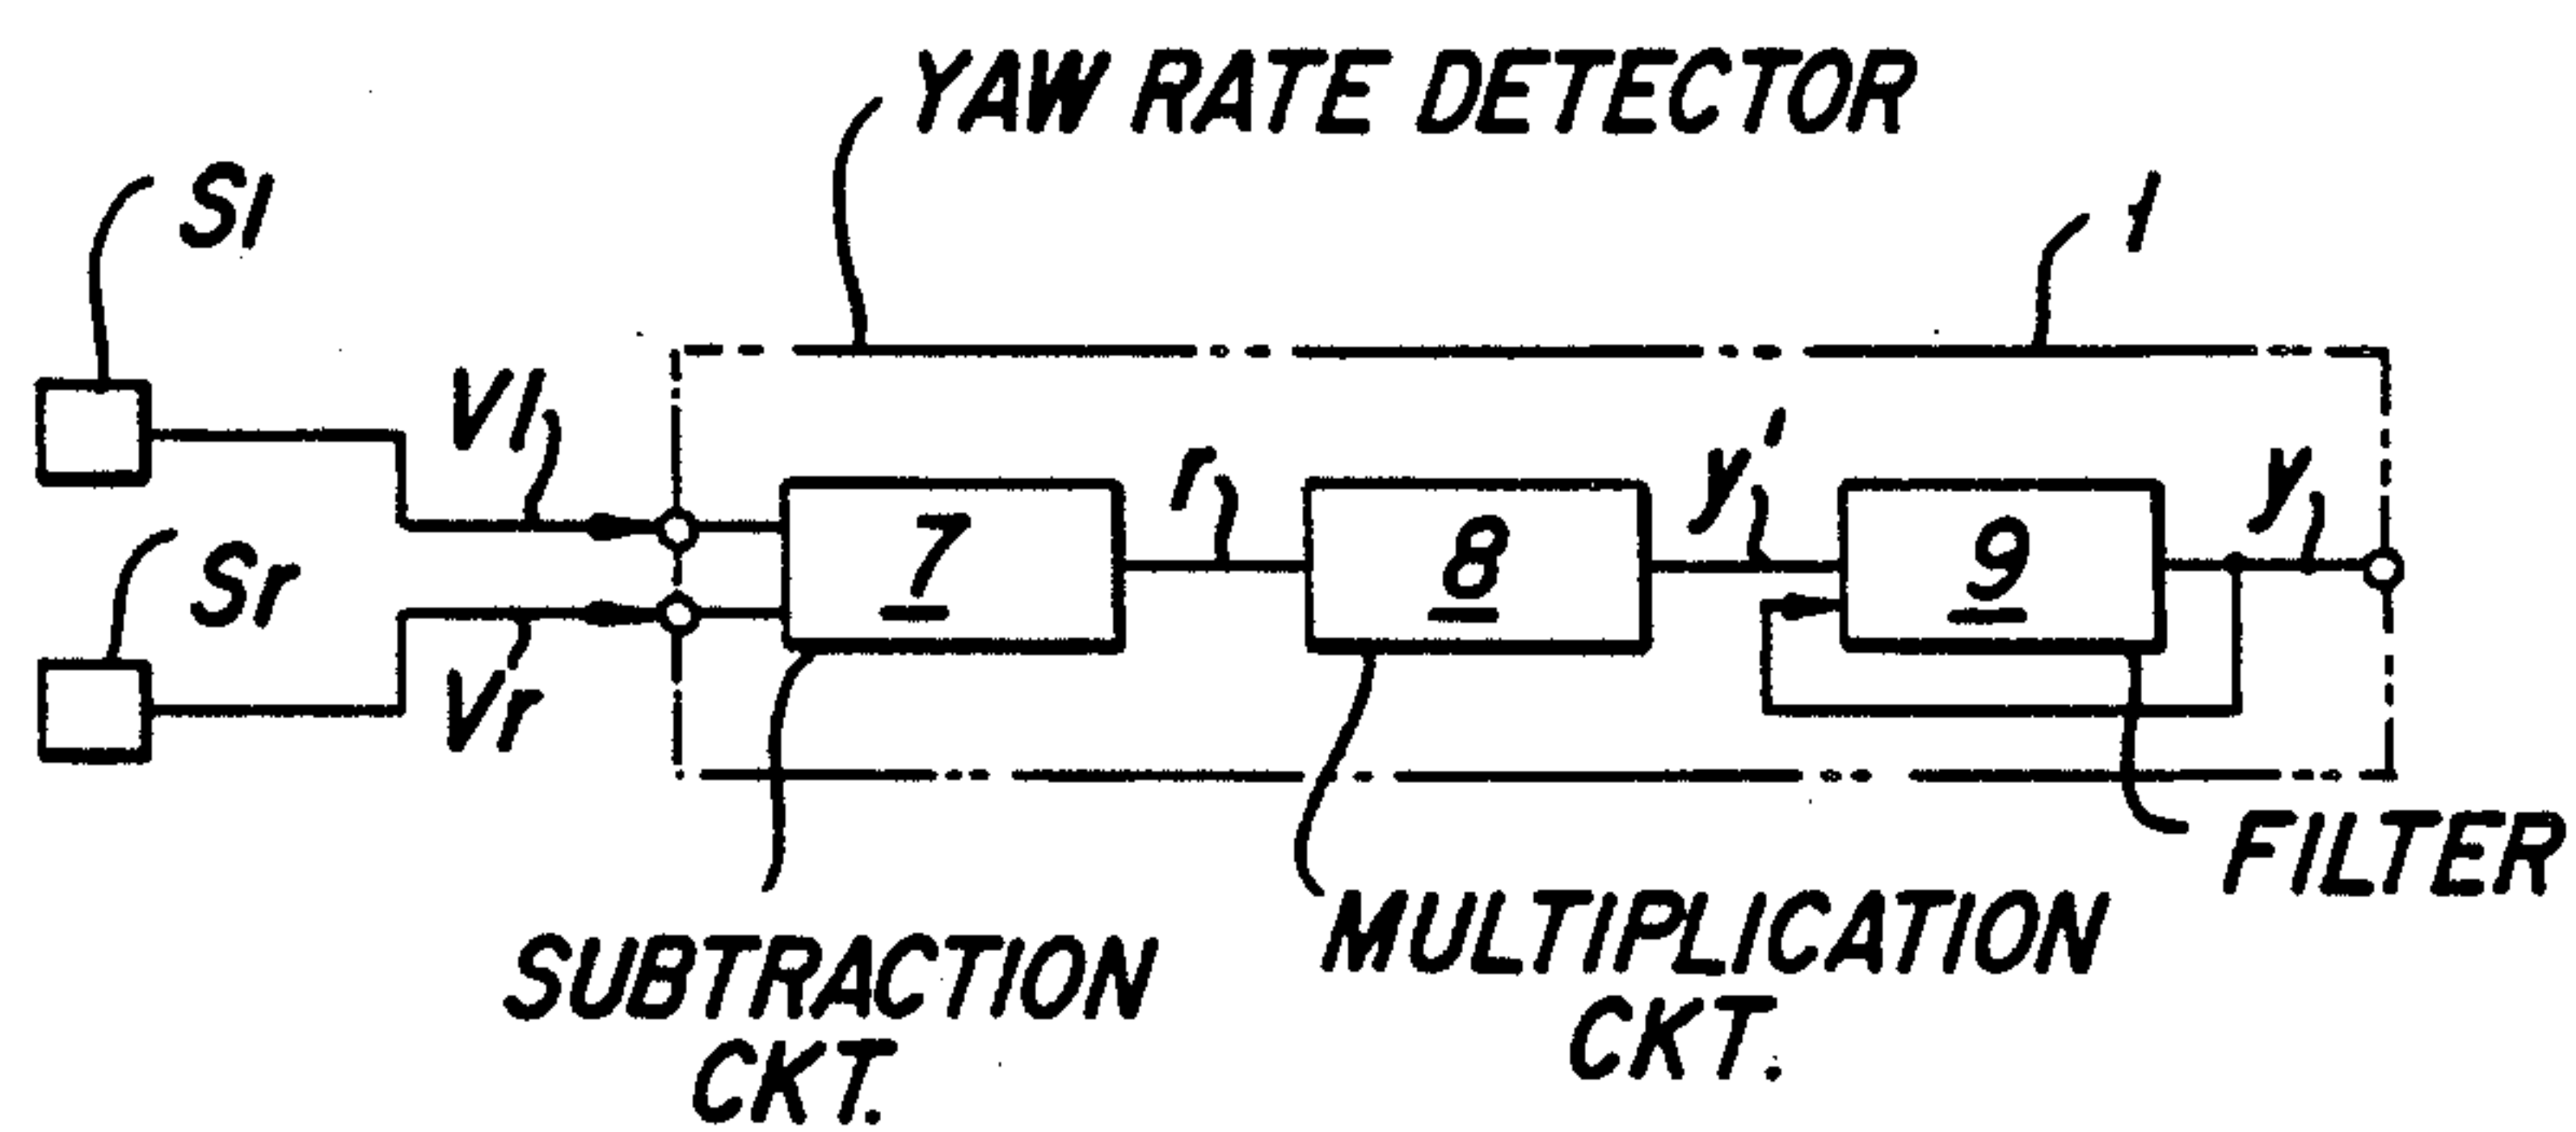 YAW RATE DETECTOR
1
Sl
Vl
Sr
Vr
7
r
8
y'
9
y
FILTER
SUBTRACTION
CKT.
MULTIPLICATION
CKT.